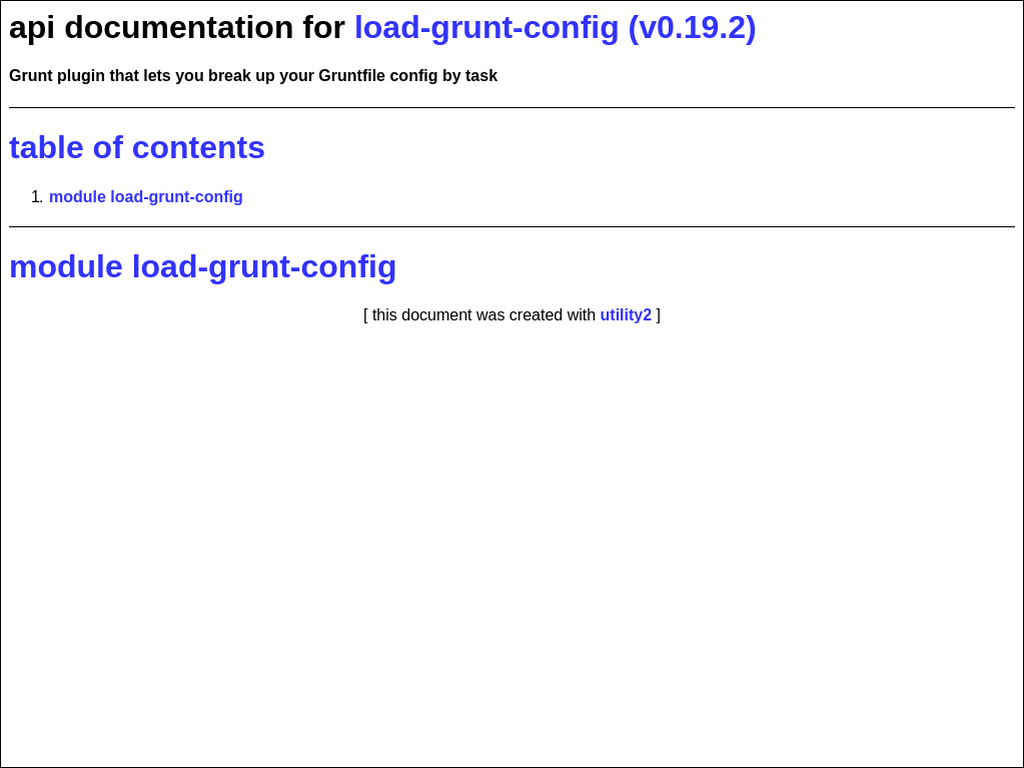 api documentation for load-grunt-config (v0.19.2)
Grunt plugin that lets you break up your Gruntfile config by task
table of contents
1. module load-grunt-config
module load-grunt-config
[ this document was created with utility2 ]